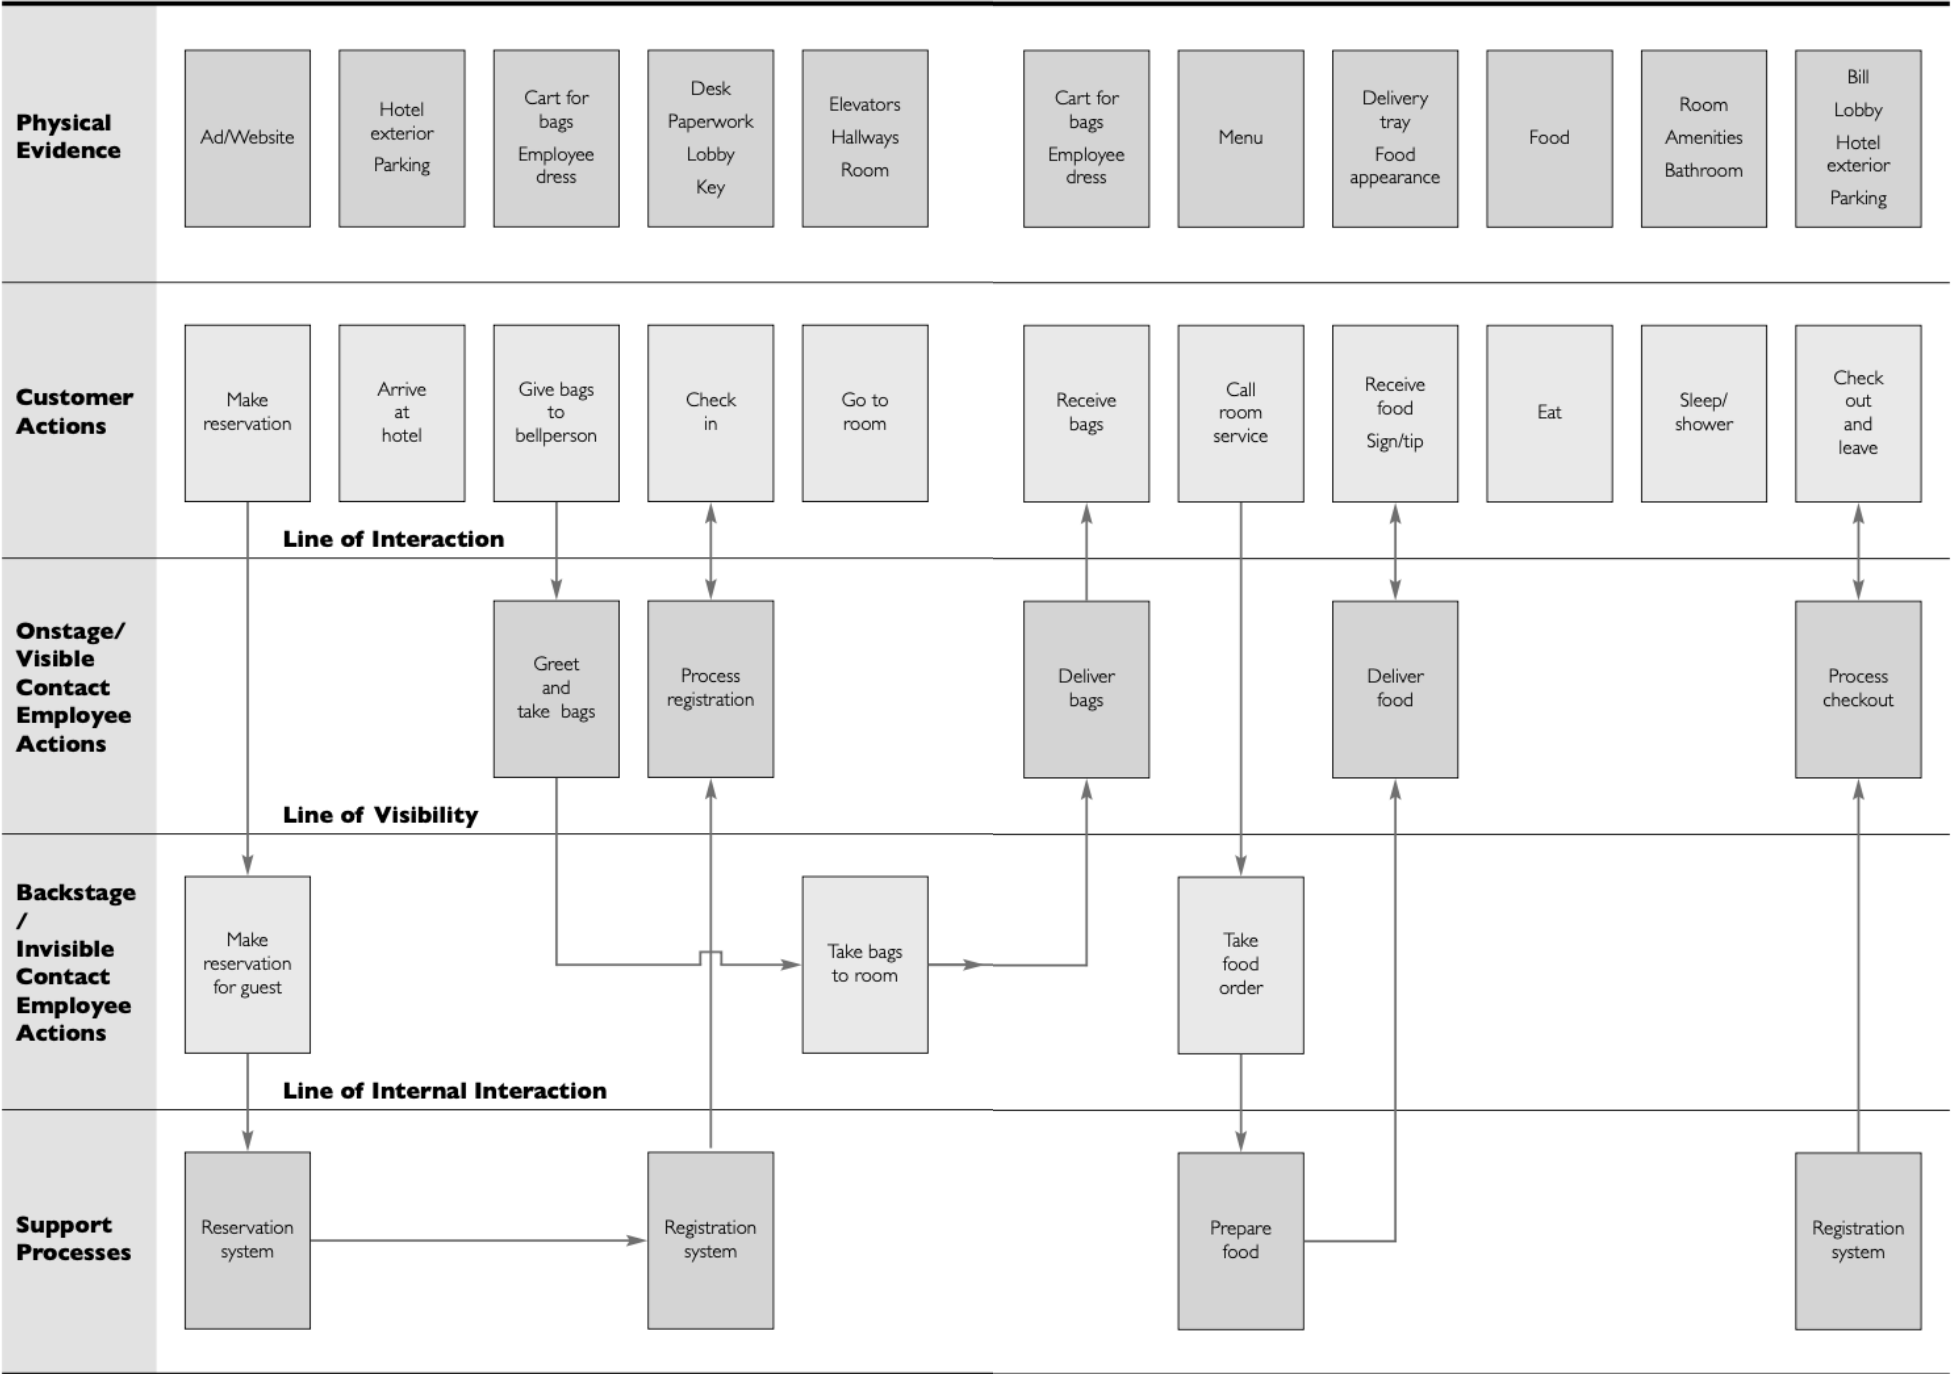 Physical
Evidence
Ad/Website
Hotel
exterior
Parking
Cart for
bags
Employee
dress
Desk
Paperwork
Lobby
Key
Elevators
Hallways
Room
Cart for
bags
Employee
dress
Menu
Delivery
tray
Food
appearance
Food
Room
Amenities
Bathroom
Bill
Lobby
Hotel
exterior
Parking
Customer
Actions
Make
reservation
Arrive
at
hotel
Give bags
to
bellperson
Check
in
Go to
room
Receive
bags
Call
room
service
Receive
food
Sign/tip
Eat
Sleep/
shower
Check
out
and
leave
Line of Interaction
Onstage/
Visible
Contact
Employee
Actions
Greet
and
take bags
Process
registration
Deliver
bags
Deliver
food
Process
checkout
Line of Visibility
Backstage
/
Invisible
Contact
Employee
Actions
Make
reservation
for guest
Take bags
to room
Take
food
order
Line of Internal Interaction
Support
Processes
Reservation
system
Registration
system
Prepare
food
Registration
system